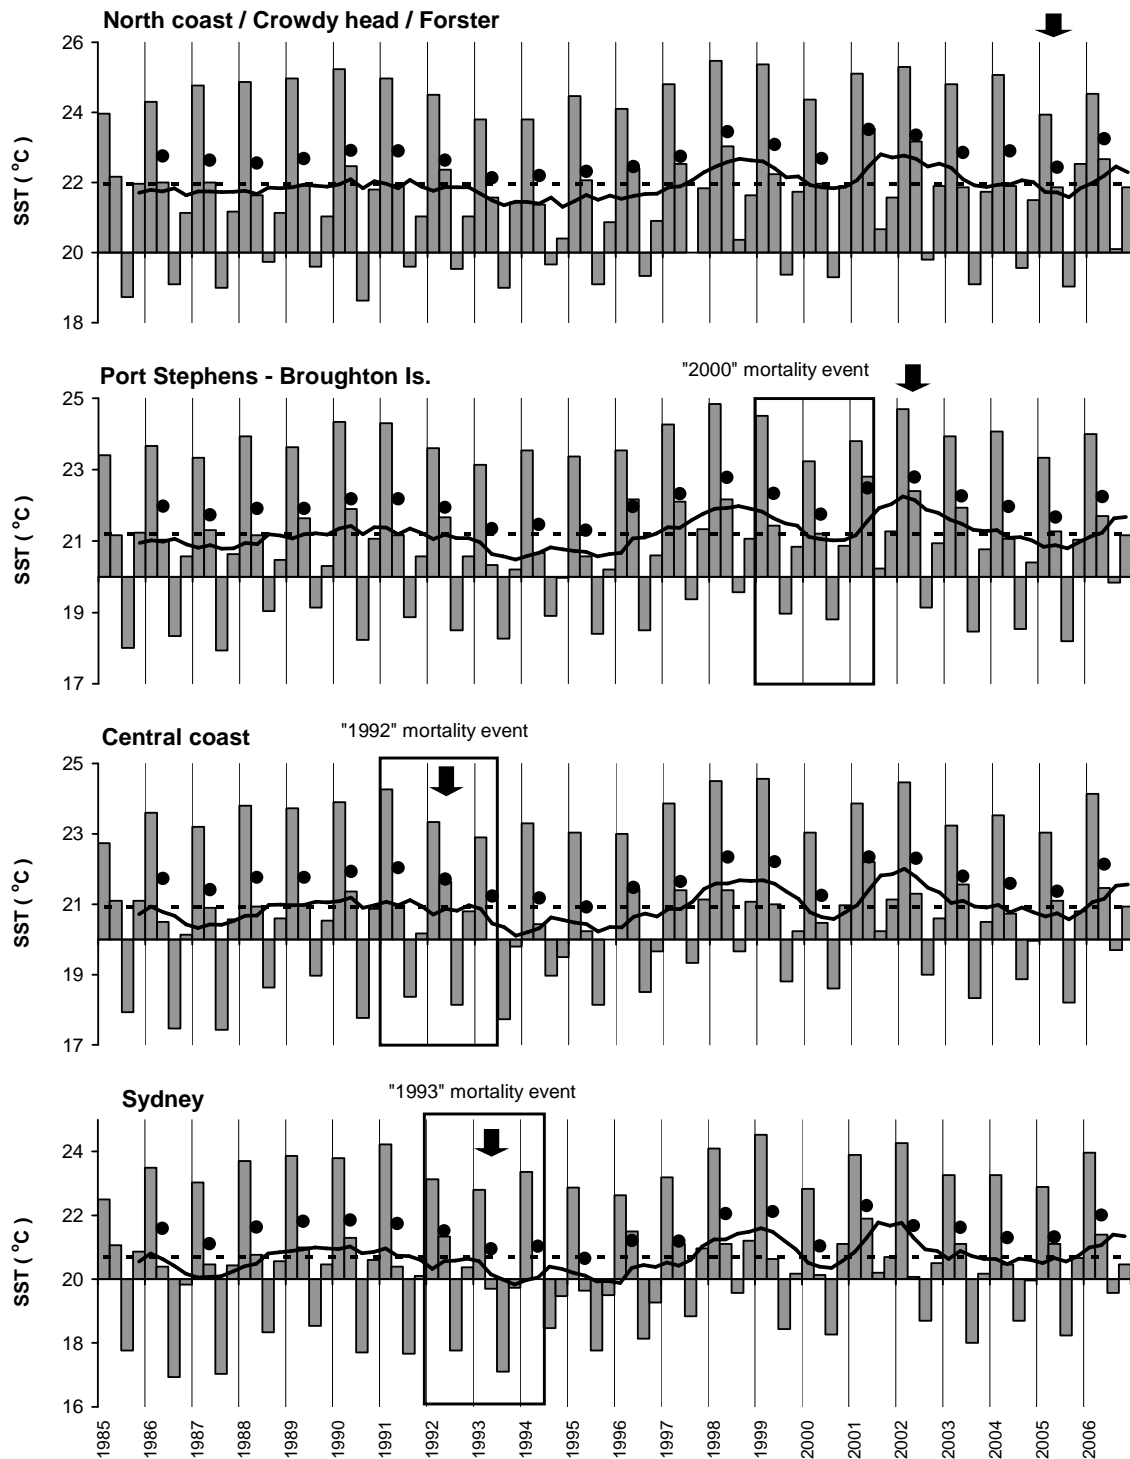 North coast / Crowdy head / Forster
26
24
22
20
18
SST ( °C )
Port Stephens - Broughton Is.
"2000" mortality event
25
23
21
19
17
SST ( °C )
Central coast
"1992" mortality event
25
23
21
19
17
SST ( °C )
Sydney
"1993" mortality event
24
22
20
18
16
SST ( °C )
1985 1986 1987 1988 1989 1990 1991 1992 1993 1994 1995 1996 1997 1998 1999 2000 2001 2002 2003 2004 2005 2006